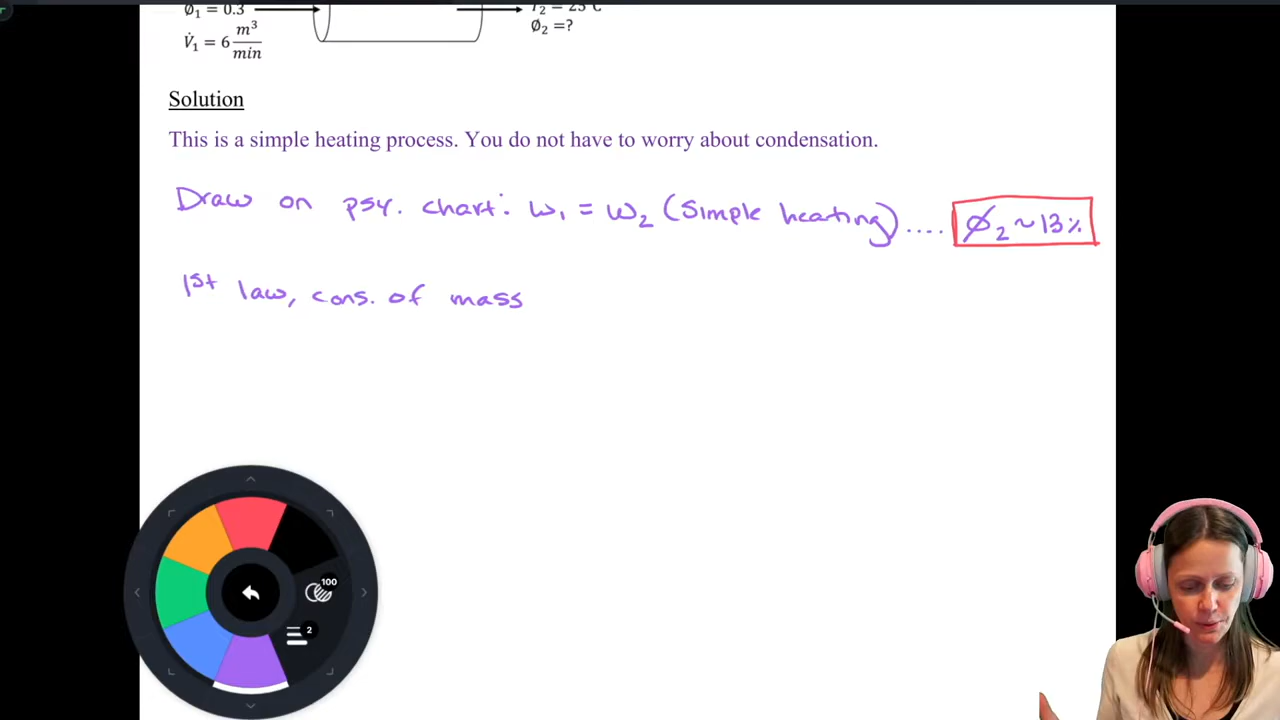 Ø₁ = 0.3
T₂ = 25°C
Ø₂ =?
V̇₁ = 6 m³/min
Solution
This is a simple heating process. You do not have to worry about condensation.
Draw on psy. chart: ω₁ = ω₂ (simple heating) .... Ø₂ ~ 13%
1st law, cons. of mass
100
2